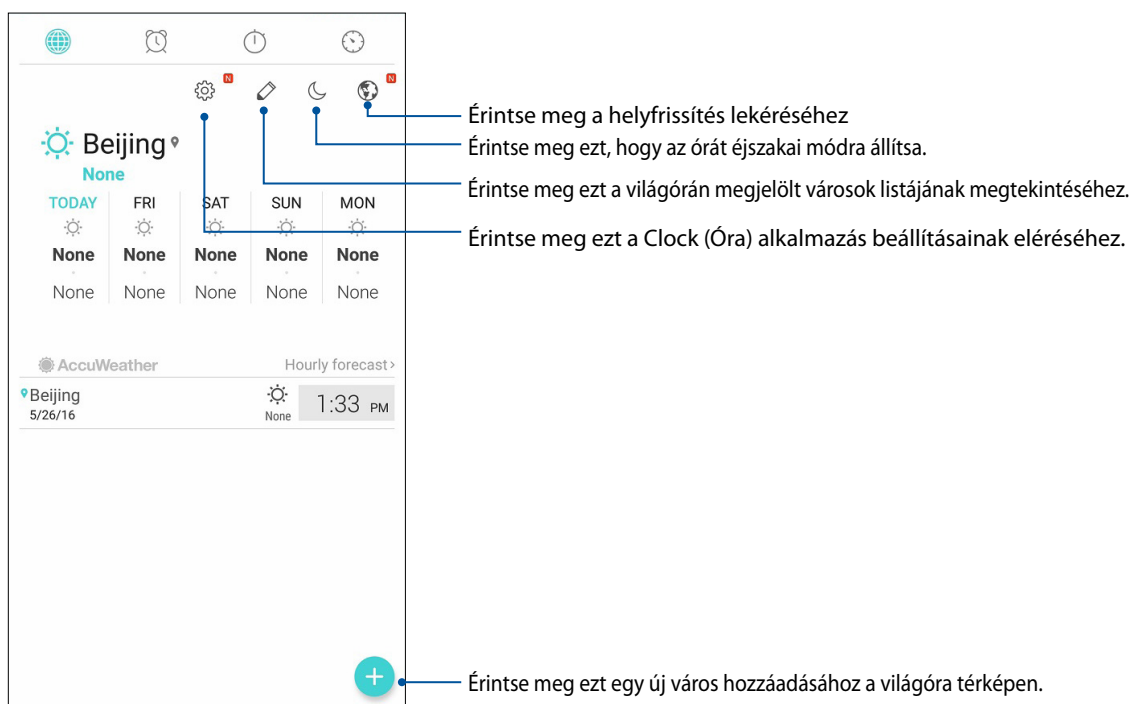 N N
Érintse meg a helyfrissítés lekéréséhez
Érintse meg ezt, hogy az órát éjszakai módra állítsa.
Érintse meg ezt a világórán megjelölt városok listájának megtekintéséhez.
Érintse meg ezt a Clock (Óra) alkalmazás beállításainak eléréséhez.
Beijing
None
TODAY FRI SAT SUN MON
None None None None None
None None None None None
AccuWeather Hourly forecast>
Beijing
5/26/16
None
1:33 PM
Érintse meg ezt egy új város hozzáadásához a világóra térképen.